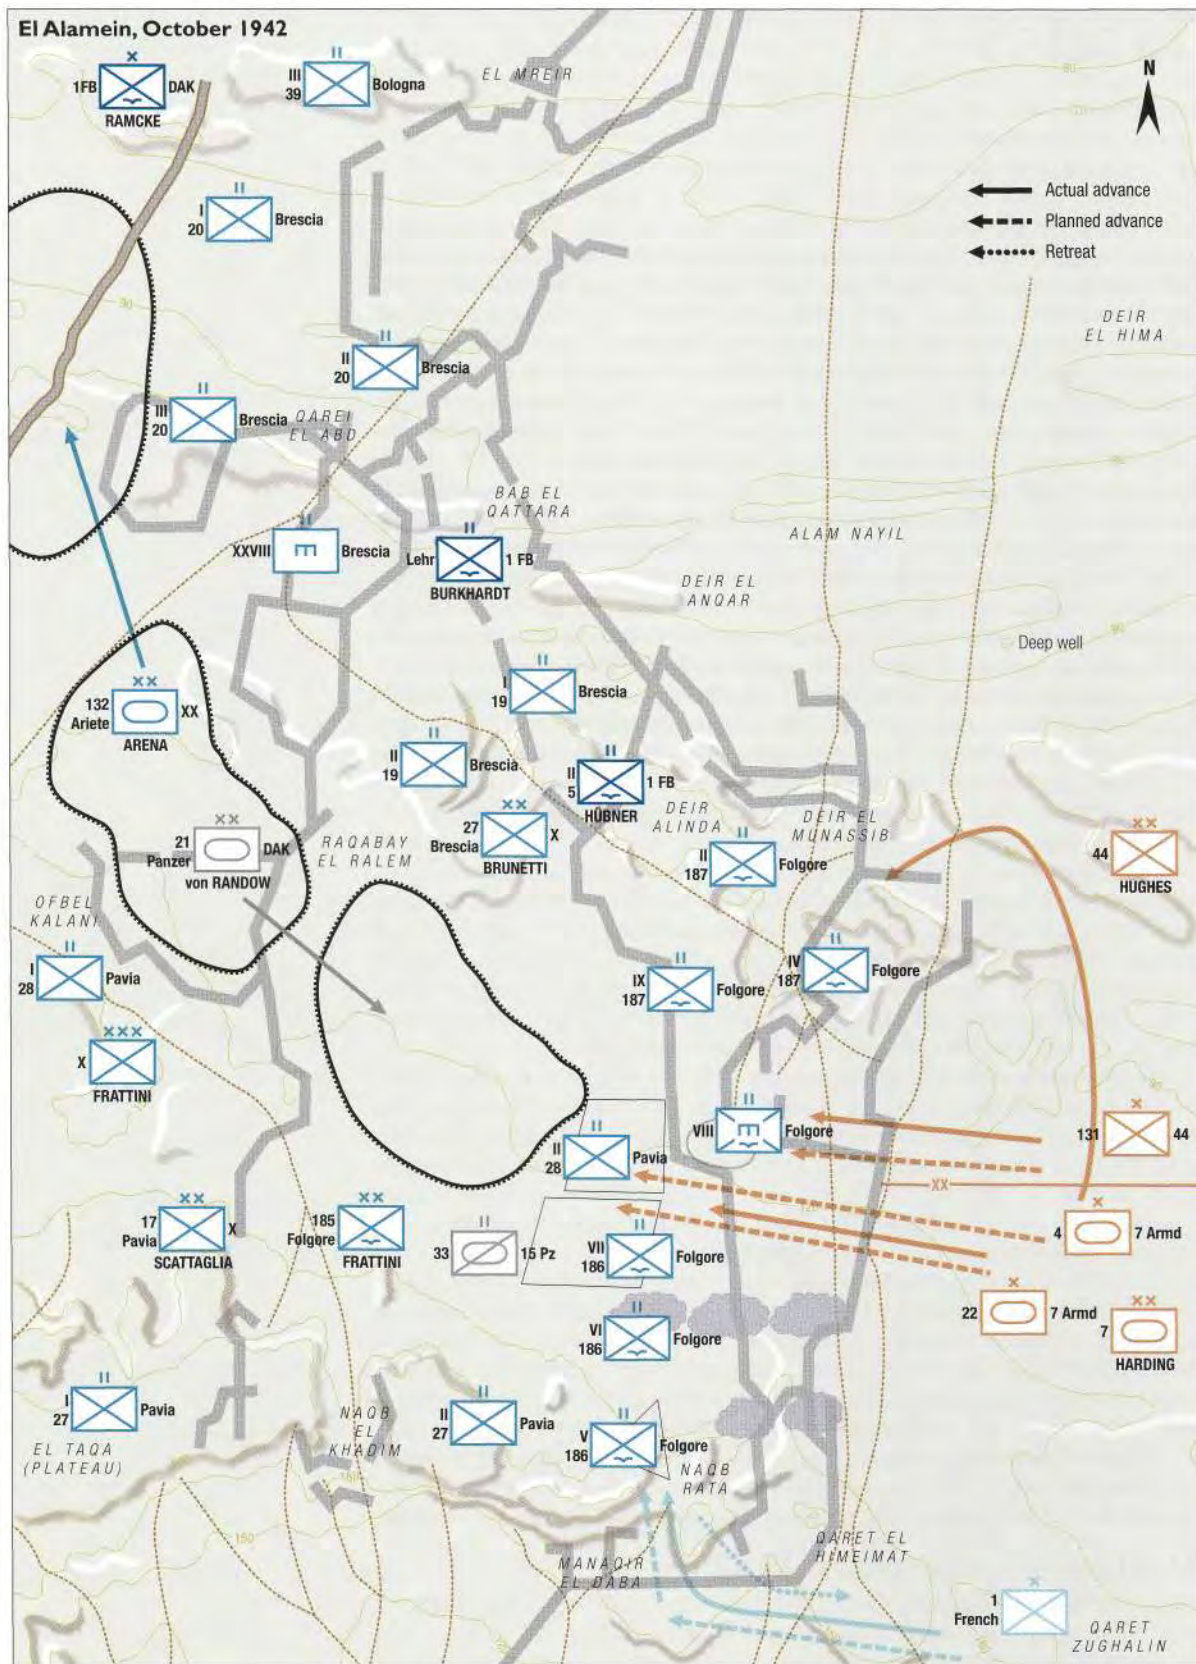 El Alamein, October 1942
N
Actual advance
Planned advance
Retreat
1FB
DAK
RAMCKE
III
39
Bologna
EL MREIR
I
20
Brescia
80
DEIR
EL HIMA
II
20
Brescia
III
20
Brescia
QAREI
EL ABD
90
BAB EL
QATTARA
ALAM NAYIL
XXVIII
Brescia
Lehr
1 FB
BURKHARDT
DEIR EL
ANQAR
Deep well
90
132
Ariete
XX
ARENA
I
19
Brescia
II
19
Brescia
II
5
1 FB
HÜBNER
DEIR
ALINDA
DEIR EL
MUNASSIB
27
Brescia
X
BRUNETTI
RAQABAY
EL RALEM
21
Panzer
DAK
von RANDOW
II
187
Folgore
44
HUGHES
OFBEL
KALANI
I
28
Pavia
IX
187
Folgore
IV
187
Folgore
X
FRATTINI
VIII
Folgore
131
44
II
28
Pavia
XX
17
Pavia
X
SCATTAGLIA
185
Folgore
FRATTINI
33
15 Pz
VII
186
Folgore
4
7 Armd
22
7 Armd
7
HARDING
VI
186
Folgore
I
27
Pavia
EL TAQA
(PLATEAU)
NAQB
EL
KHADIM
II
27
Pavia
V
186
Folgore
NAQB
RATA
QARET EL
HIMEIMAT
MANAQIR
EL DABA
1
French
QARET
ZUGHALIN